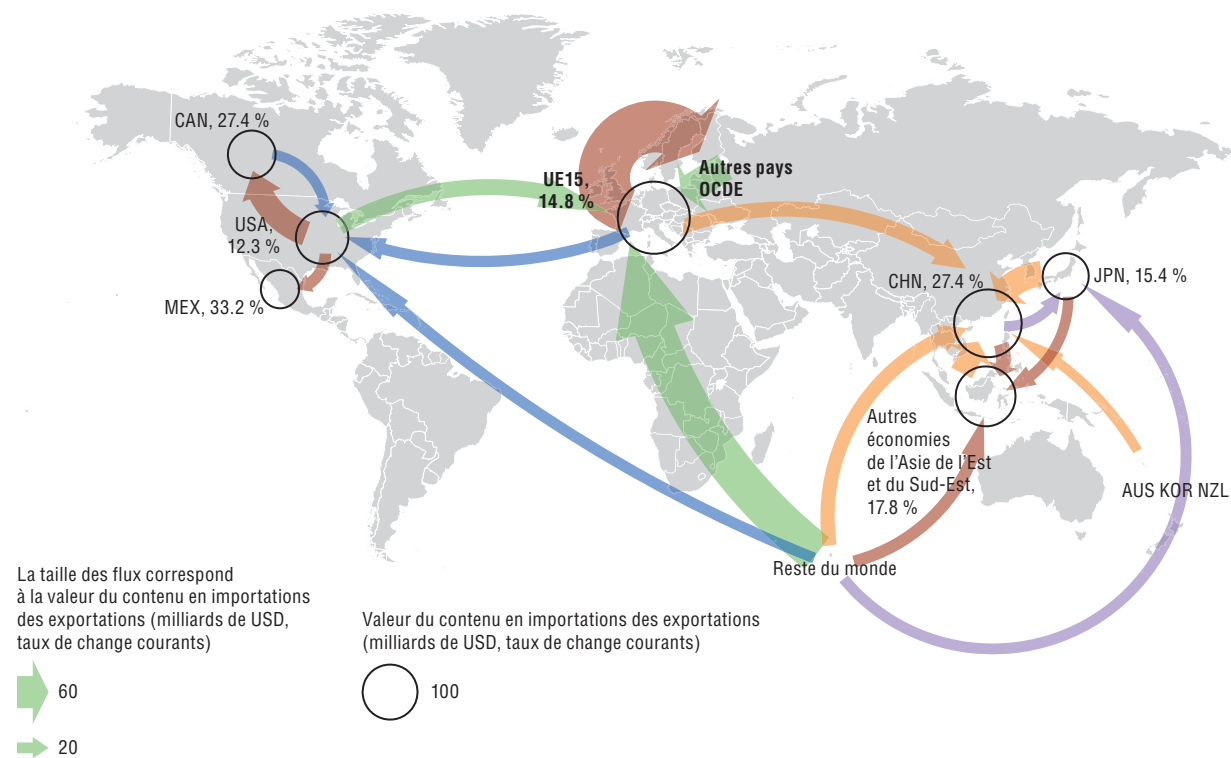 CAN, 27.4 %
USA,
12.3 %
MEX, 33.2 %
UE15,
14.8 %
Autres pays
OCDE
CHN, 27.4 %
JPN, 15.4 %
Autres
économies
de l'Asie de l'Est
et du Sud-Est,
17.8 %
AUS KOR NZL
Reste du monde
La taille des flux correspond
à la valeur du contenu en importations
des exportations (milliards de USD,
taux de change courants)
60
20
Valeur du contenu en importations des exportations
(milliards de USD, taux de change courants)
100